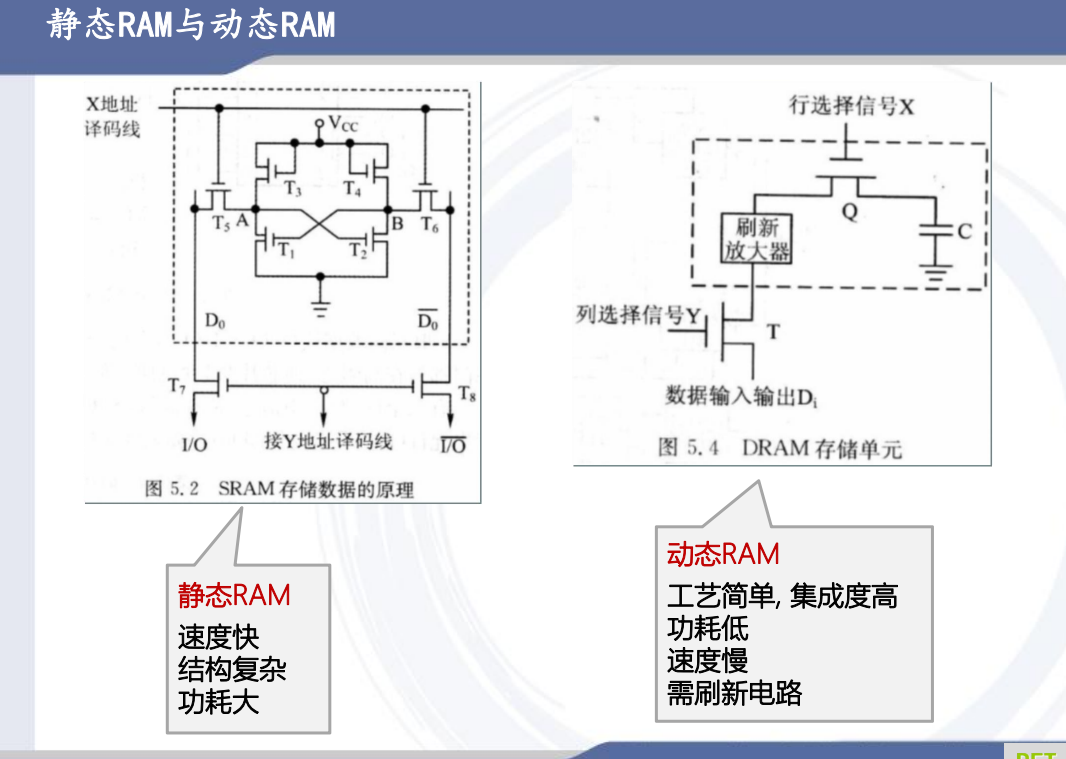 静态RAM与动态RAM
X地址
译码线
VCC
T3
T4
T5
A
B
T6
T1
T2
D0
D̅0̅
T7
T8
I/O
接Y地址译码线
I̅/̅O̅
图 5.2 SRAM 存储数据的原理
行选择信号X
Q
C
刷新
放大器
列选择信号Y
T
数据输入输出Di
图 5.4 DRAM 存储单元
静态RAM
速度快
结构复杂
功耗大
动态RAM
工艺简单, 集成度高
功耗低
速度慢
需刷新电路